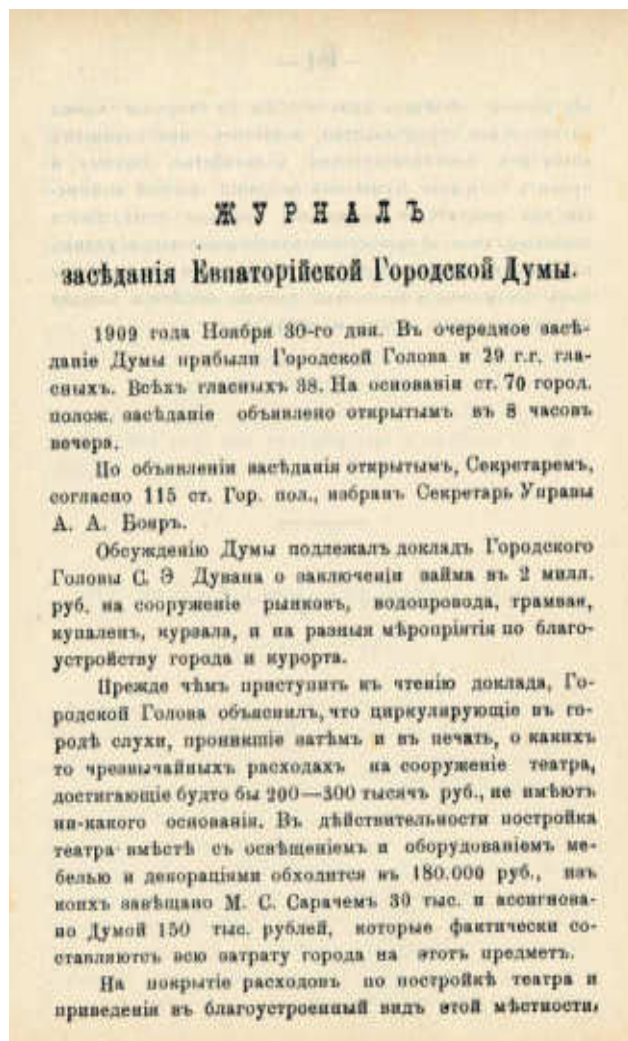 ЖУРНАЛЪ
засѣданія Евпаторійской Городской Думы.
1909 года Ноября 30-го дня. Въ очередное засѣ-
даніе Думы прибыли Городской Голова и 29 г.г. гла-
сныхъ. Всѣхъ гласныхъ 38. На основаніи ст. 70 город.
полож. засѣданіе объявлено открытымъ въ 8 часовъ
вечера.
По объявленіи засѣданія открытымъ, Секретаремъ,
согласно 115 ст. Гор. пол., избранъ Секретарь Управы
А. А. Бояръ.
Обсужденію Думы подлежалъ докладъ Городского
Головы С. Э Дувана о заключеніи займа въ 2 милл.
руб. на сооруженіе рынковъ, водопровода, трамвая,
купаленъ, курзала, и на разныя мѣропріятія по благо-
устройству города и курорта.
Прежде чѣмъ приступить къ чтенію доклада, Го-
родской Голова объяснилъ, что циркулирующіе въ го-
родѣ слухи, проникшіе затѣмъ и въ печать, о какихъ
то чрезвычайныхъ расходахъ на сооруженіе театра,
достигающіе будто бы 200—300 тысячъ руб., не имѣютъ
ни-какого основанія. Въ дѣйствительности постройка
театра вмѣстѣ съ освѣщеніемъ и оборудованіемъ ме-
белью и декораціями обходится въ 180.000 руб., изъ
коихъ завѣщано М. С. Сарачемъ 30 тыс. и ассигнова-
но Думой 150 тыс. рублей, которые фактически со-
ставляютъ всю затрату города на этотъ предметъ.
На покрытіе расходовъ по постройкѣ театра и
приведенія въ благоустроенный видъ этой мѣстности,